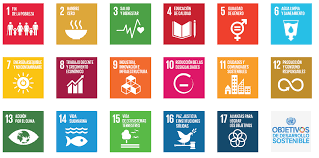 1 FIN
DE LA POBREZA
2 HAMBRE
CERO
3 SALUD
Y BIENESTAR
4 EDUCACIÓN
DE CALIDAD
5 IGUALDAD
DE GÉNERO
6 AGUA LIMPIA
Y SANEAMIENTO
7 ENERGÍA ASEQUIBLE
Y NO CONTAMINANTE
8 TRABAJO DECENTE
Y CRECIMIENTO
ECONÓMICO
9 INDUSTRIA,
INNOVACIÓN E
INFRAESTRUCTURA
10 REDUCCIÓN DE LAS
DESIGUALDADES
11 CIUDADES Y
COMUNIDADES
SOSTENIBLES
12 PRODUCCIÓN
Y CONSUMO
RESPONSABLES
13 ACCIÓN
POR EL CLIMA
14 VIDA
SUBMARINA
15 VIDA
DE ECOSISTEMAS
TERRESTRES
16 PAZ, JUSTICIA
E INSTITUCIONES
SÓLIDAS
17 ALIANZAS PARA
LOGRAR
LOS OBJETIVOS
OBJETIVOS
DE DESARROLLO
SOSTENIBLE